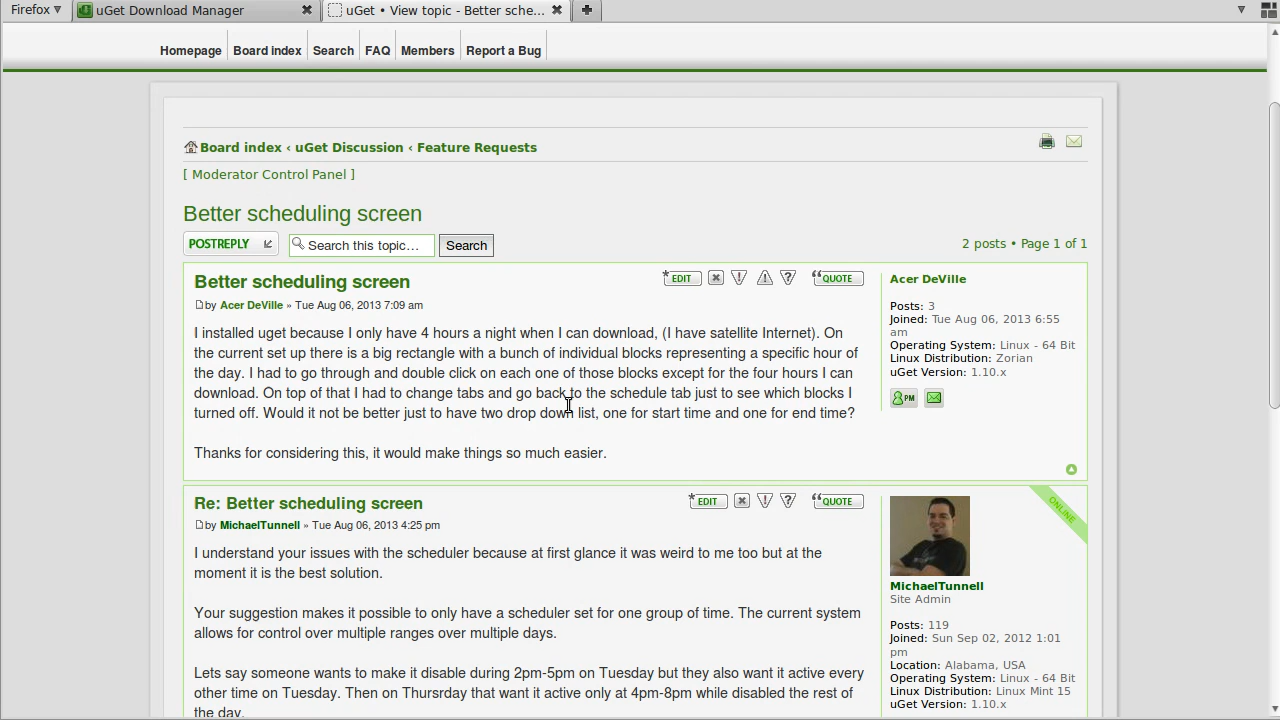 Firefox
uGet Download Manager
uGet • View topic - Better sche...
Homepage
Board index
Search
FAQ
Members
Report a Bug
Board index ‹ uGet Discussion ‹ Feature Requests
[ Moderator Control Panel ]
Better scheduling screen
POSTREPLY
Search this topic…
Search
2 posts • Page 1 of 1
Better scheduling screen
EDIT
QUOTE
by Acer DeVille » Tue Aug 06, 2013 7:09 am
I installed uget because I only have 4 hours a night when I can download, (I have satellite Internet). On
the current set up there is a big rectangle with a bunch of individual blocks representing a specific hour of
the day. I had to go through and double click on each one of those blocks except for the four hours I can
download. On top of that I had to change tabs and go back to the schedule tab just to see which blocks I
turned off. Would it not be better just to have two drop down list, one for start time and one for end time?
Thanks for considering this, it would make things so much easier.
Acer DeVille
Posts: 3
Joined: Tue Aug 06, 2013 6:55
am
Operating System: Linux - 64 Bit
Linux Distribution: Zorian
uGet Version: 1.10.x
PM
Re: Better scheduling screen
EDIT
QUOTE
by MichaelTunnell » Tue Aug 06, 2013 4:25 pm
I understand your issues with the scheduler because at first glance it was weird to me too but at the
moment it is the best solution.
Your suggestion makes it possible to only have a scheduler set for one group of time. The current system
allows for control over multiple ranges over multiple days.
Lets say someone wants to make it disable during 2pm-5pm on Tuesday but they also want it active every
other time on Tuesday. Then on Thursrday that want it active only at 4pm-8pm while disabled the rest of
the day.
ONLINE
MichaelTunnell
Site Admin
Posts: 119
Joined: Sun Sep 02, 2012 1:01
pm
Location: Alabama, USA
Operating System: Linux - 64 Bit
Linux Distribution: Linux Mint 15
uGet Version: 1.10.x